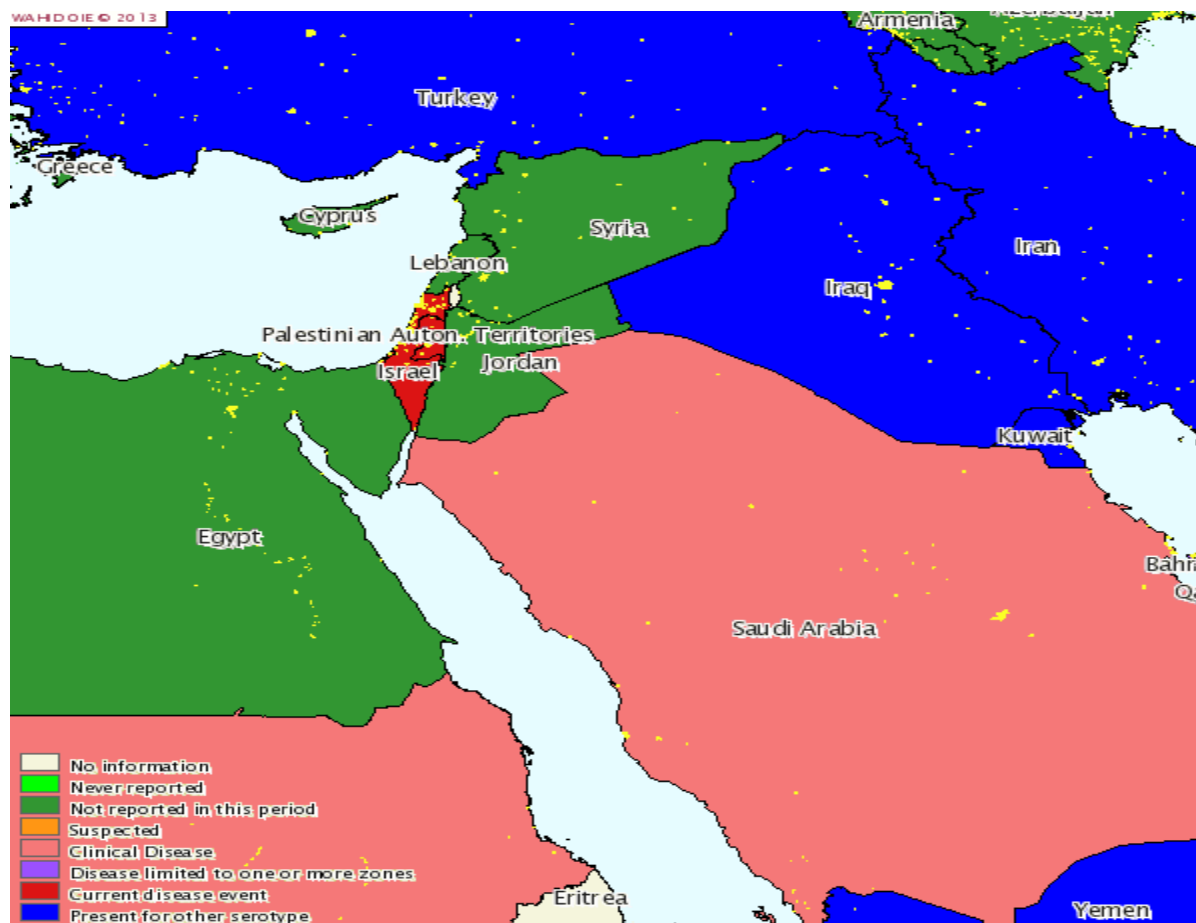 WAHIDOIE © 2013
Armenia
Azerbaijan
Turkey
Greece
Cyprus
Syria
Lebanon
Iran
Iraq
Palestinian Auton. Territories
Jordan
Israel
Kuwait
Egypt
Saudi Arabia
Eritrea
Yemen
No information
Never reported
Not reported in this period
Suspected
Clinical Disease
Disease limited to one or more zones
Current disease event
Present for other serotype